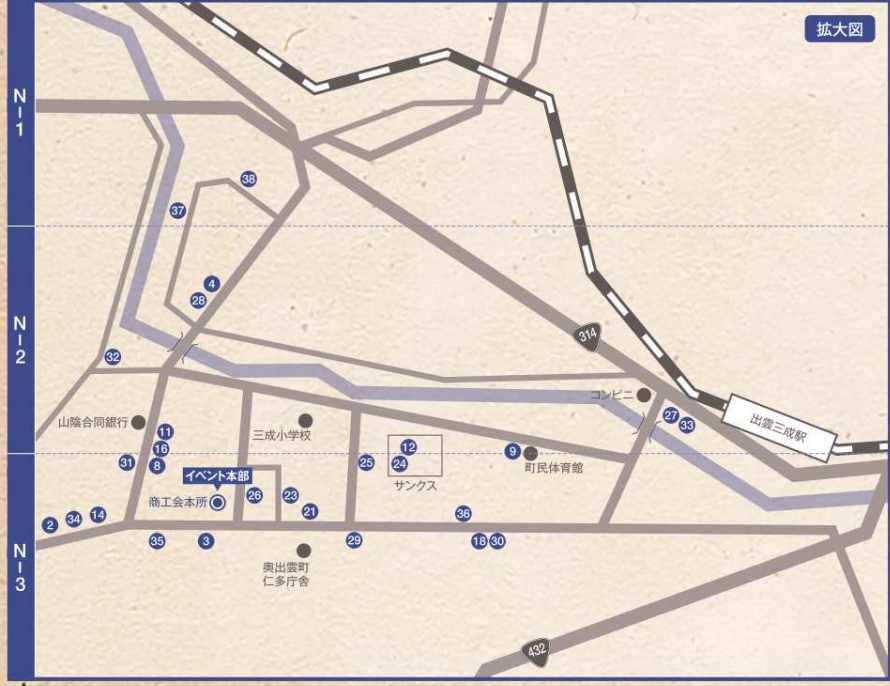 拡大図
N-1
38
37
4
28
314
N-2
32
コンビニ
27
33
出雲三成駅
山陰合同銀行
11
三成小学校
16
12
9
31
8
イベント本部
25
24
町民体育館
サンクス
商工会本所
26
23
21
36
2
34
14
35
3
29
18
30
N-3
奥出雲町
仁多庁舎
432